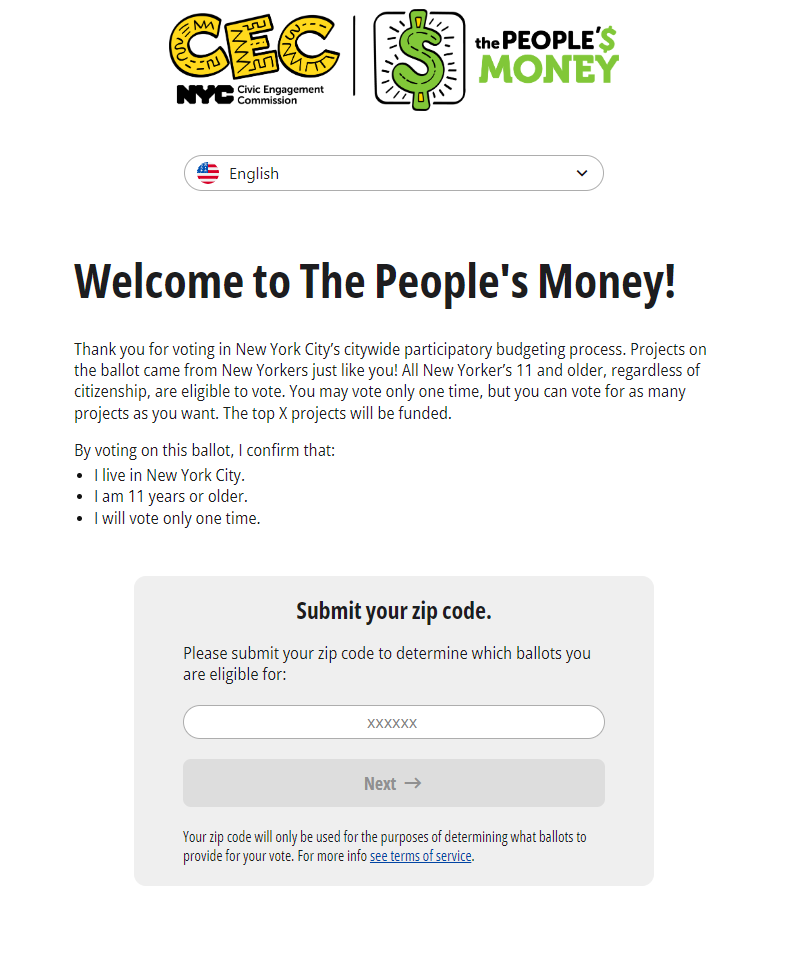 CEC
NYC Civic Engagement
Commission
the PEOPLE'$
MONEY
English
Welcome to The People's Money!
Thank you for voting in New York City’s citywide participatory budgeting process. Projects on
the ballot came from New Yorkers just like you! All New Yorker’s 11 and older, regardless of
citizenship, are eligible to vote. You may vote only one time, but you can vote for as many
projects as you want. The top X projects will be funded.
By voting on this ballot, I confirm that:
• I live in New York City.
• I am 11 years or older.
• I will vote only one time.
Submit your zip code.
Please submit your zip code to determine which ballots you
are eligible for:
xxxxxx
Next →
Your zip code will only be used for the purposes of determining what ballots to
provide for your vote. For more info see terms of service.